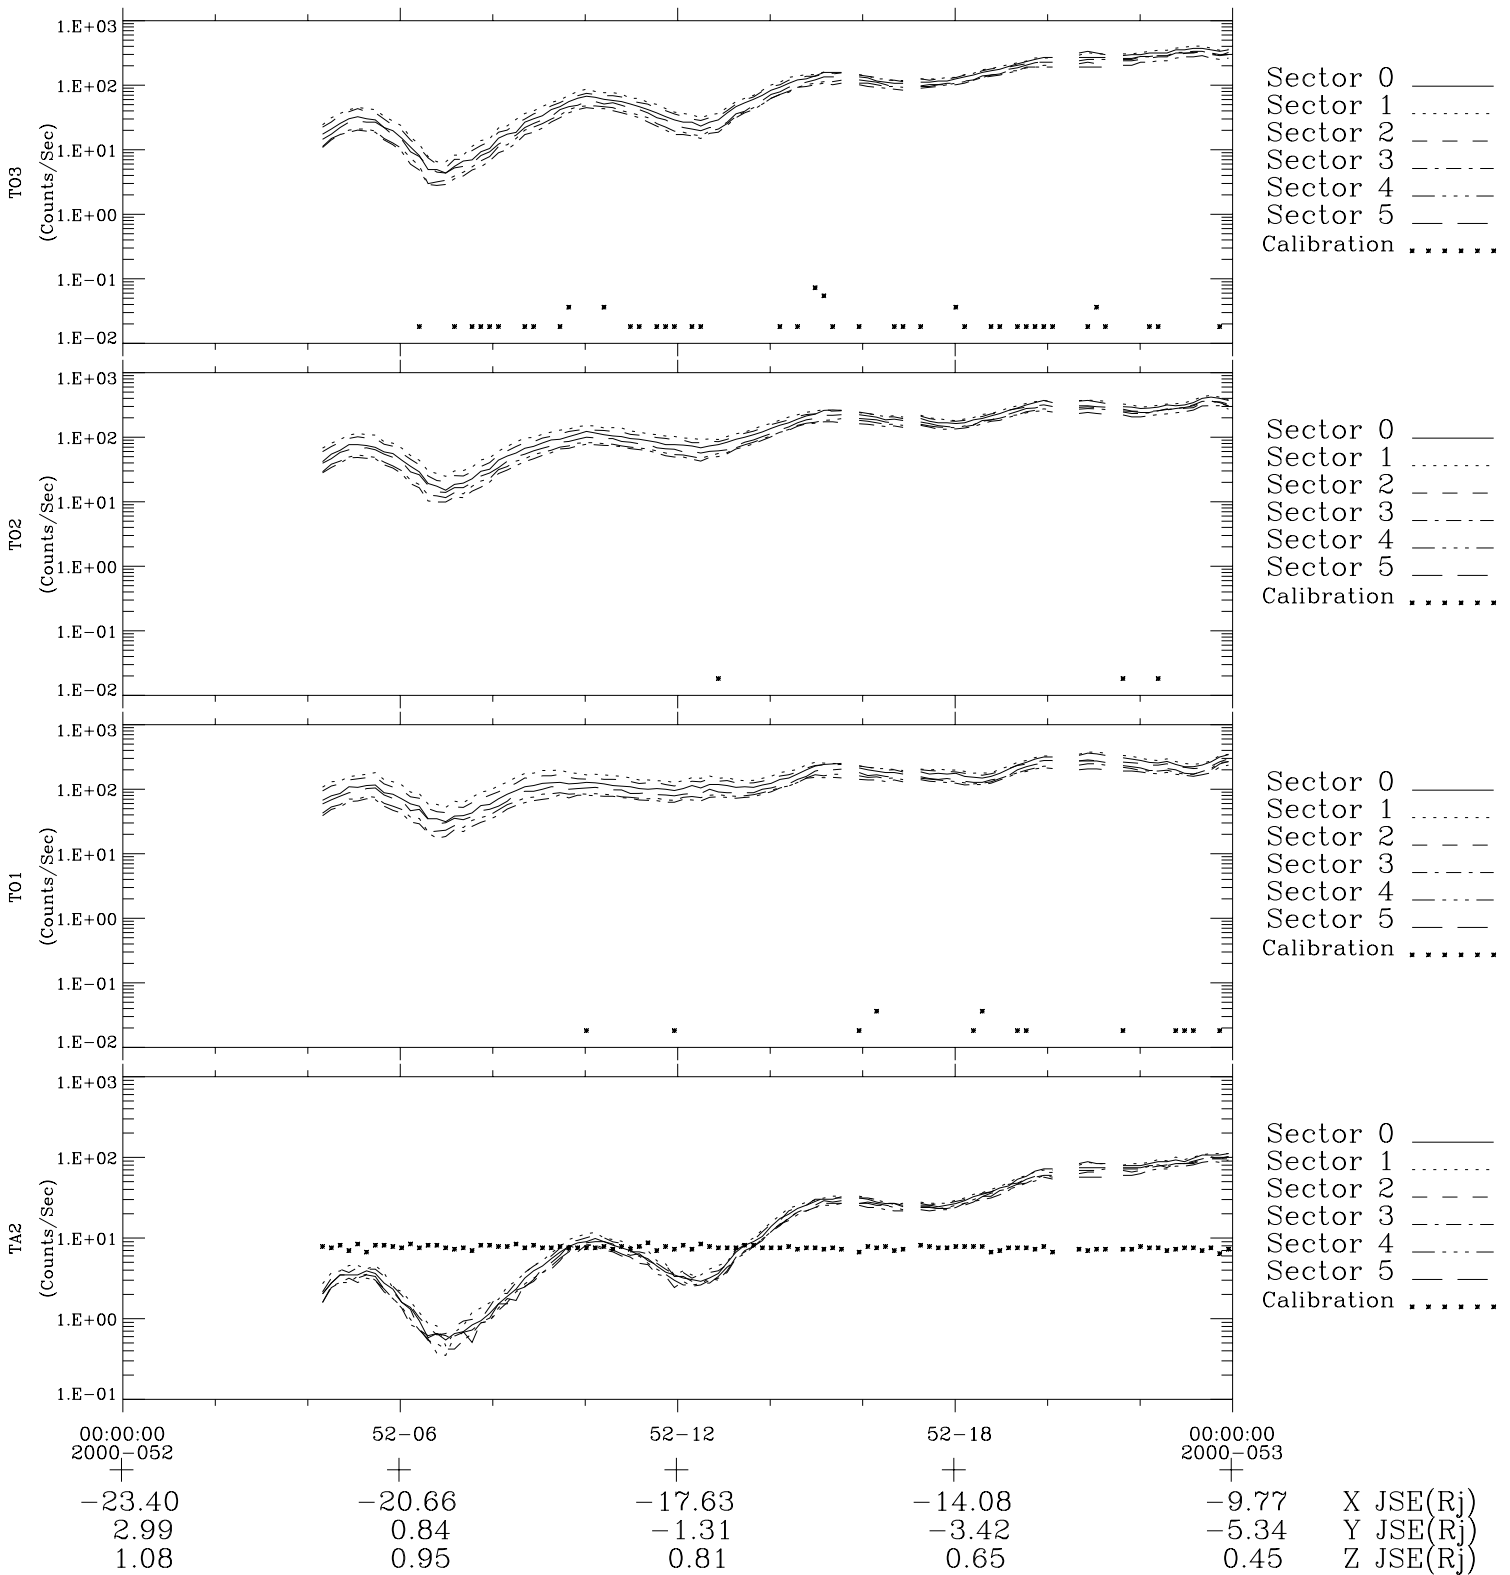 1.E+03
1.E+02
1.E+01
1.E+00
1.E-01
1.E-02
TO3
(Counts/Sec)
Sector 0
Sector 1
Sector 2
Sector 3
Sector 4
Sector 5
Calibration
1.E+03
1.E+02
1.E+01
1.E+00
1.E-01
1.E-02
TO2
(Counts/Sec)
Sector 0
Sector 1
Sector 2
Sector 3
Sector 4
Sector 5
Calibration
1.E+03
1.E+02
1.E+01
1.E+00
1.E-01
1.E-02
TO1
(Counts/Sec)
Sector 0
Sector 1
Sector 2
Sector 3
Sector 4
Sector 5
Calibration
1.E+03
1.E+02
1.E+01
1.E+00
1.E-01
TA2
(Counts/Sec)
Sector 0
Sector 1
Sector 2
Sector 3
Sector 4
Sector 5
Calibration
00:00:00 52-06 52-12 52-18 00:00:00
2000-052 2000-053
-23.40 -20.66 -17.63 -14.08 -9.77 X JSE(Rj)
2.99 0.84 -1.31 -3.42 -5.34 Y JSE(Rj)
1.08 0.95 0.81 0.65 0.45 Z JSE(Rj)